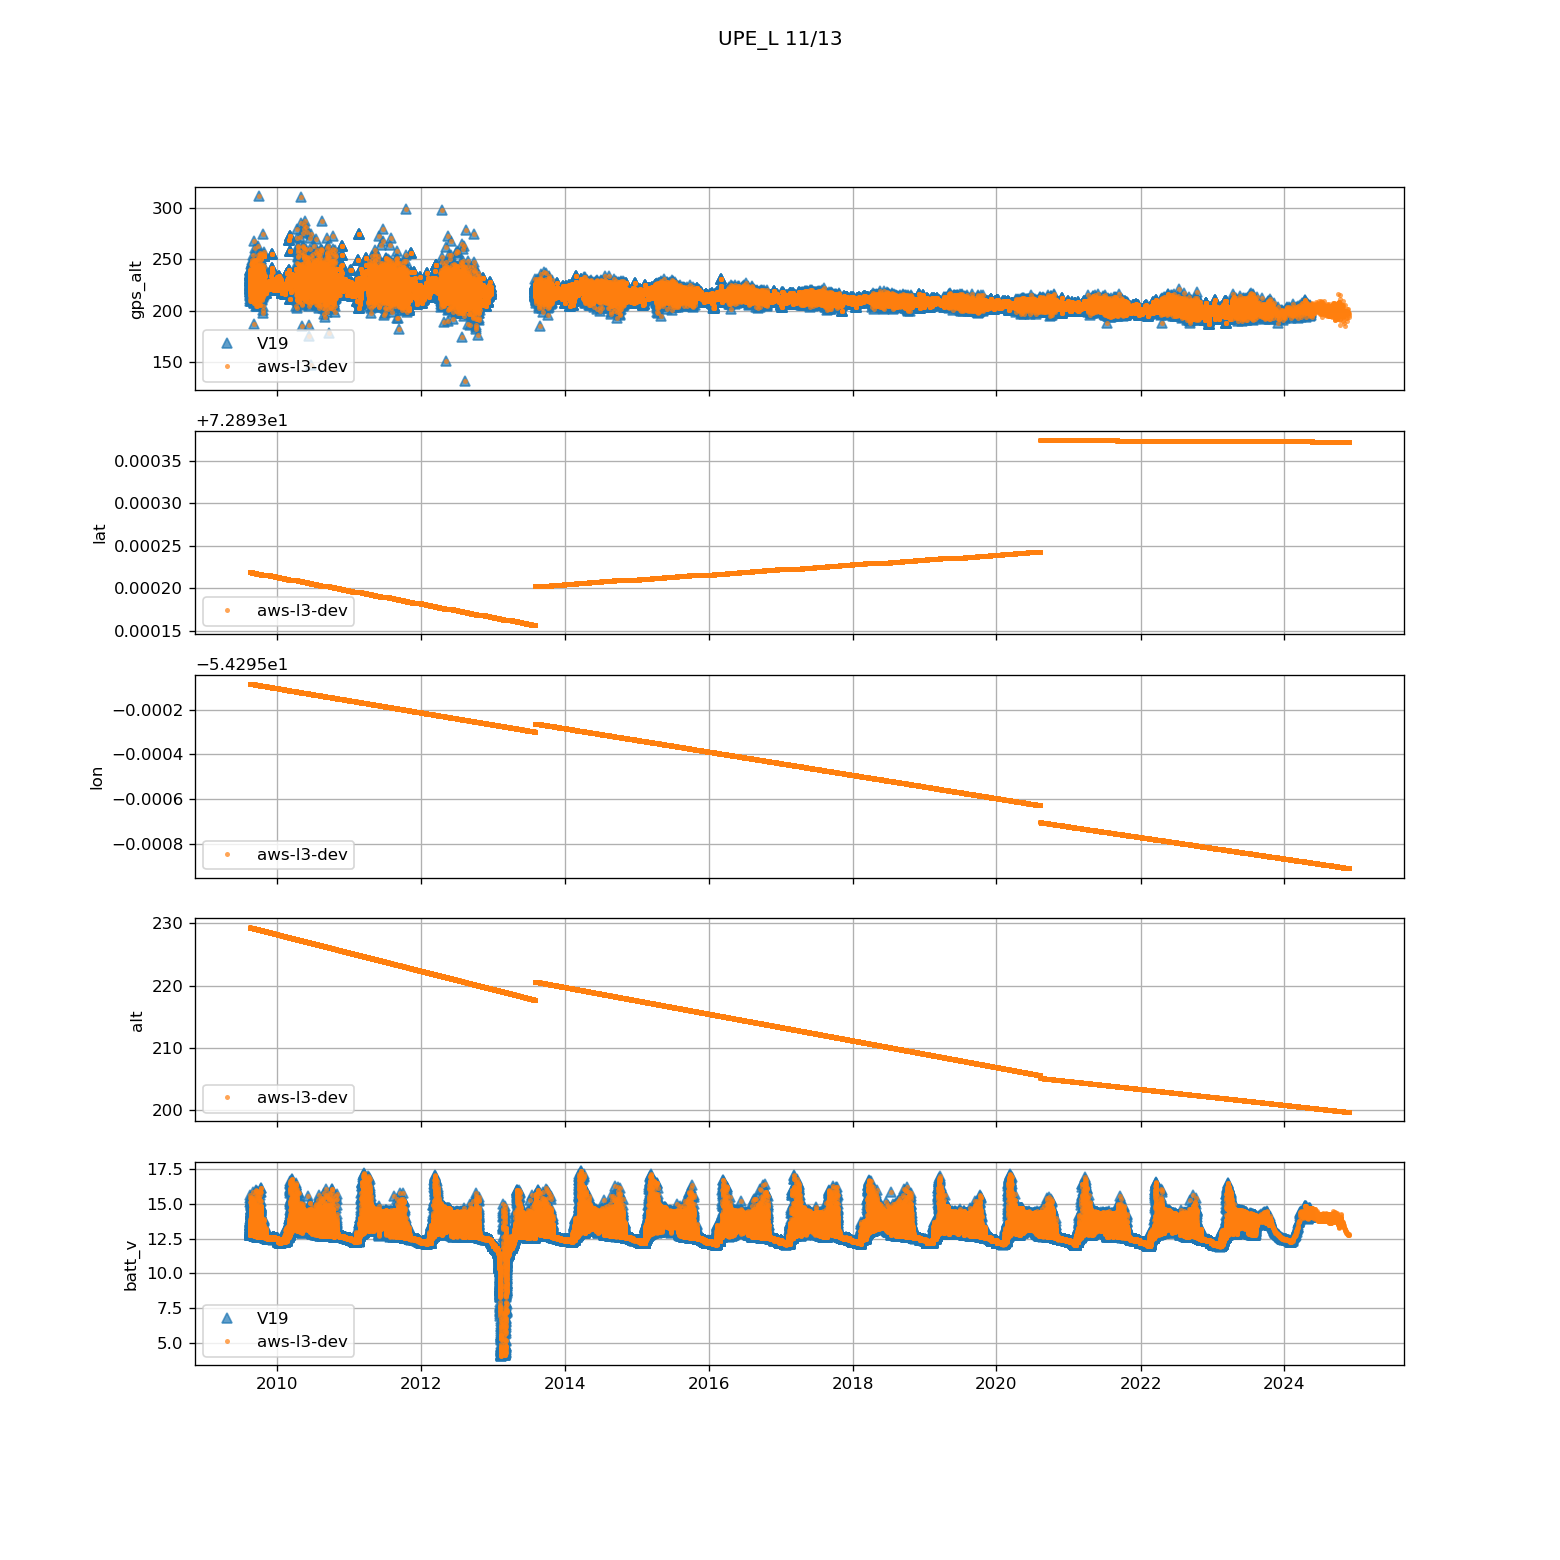 UPE_L 11/13
300
250
200
150
gps_alt
V19
aws-l3-dev
+7.2893e1
0.00035
0.00030
0.00025
0.00020
0.00015
lat
aws-l3-dev
−5.4295e1
−0.0002
−0.0004
−0.0006
−0.0008
lon
aws-l3-dev
230
220
210
200
alt
aws-l3-dev
17.5
15.0
12.5
10.0
7.5
5.0
batt_v
V19
aws-l3-dev
2010 2012 2014 2016 2018 2020 2022 2024